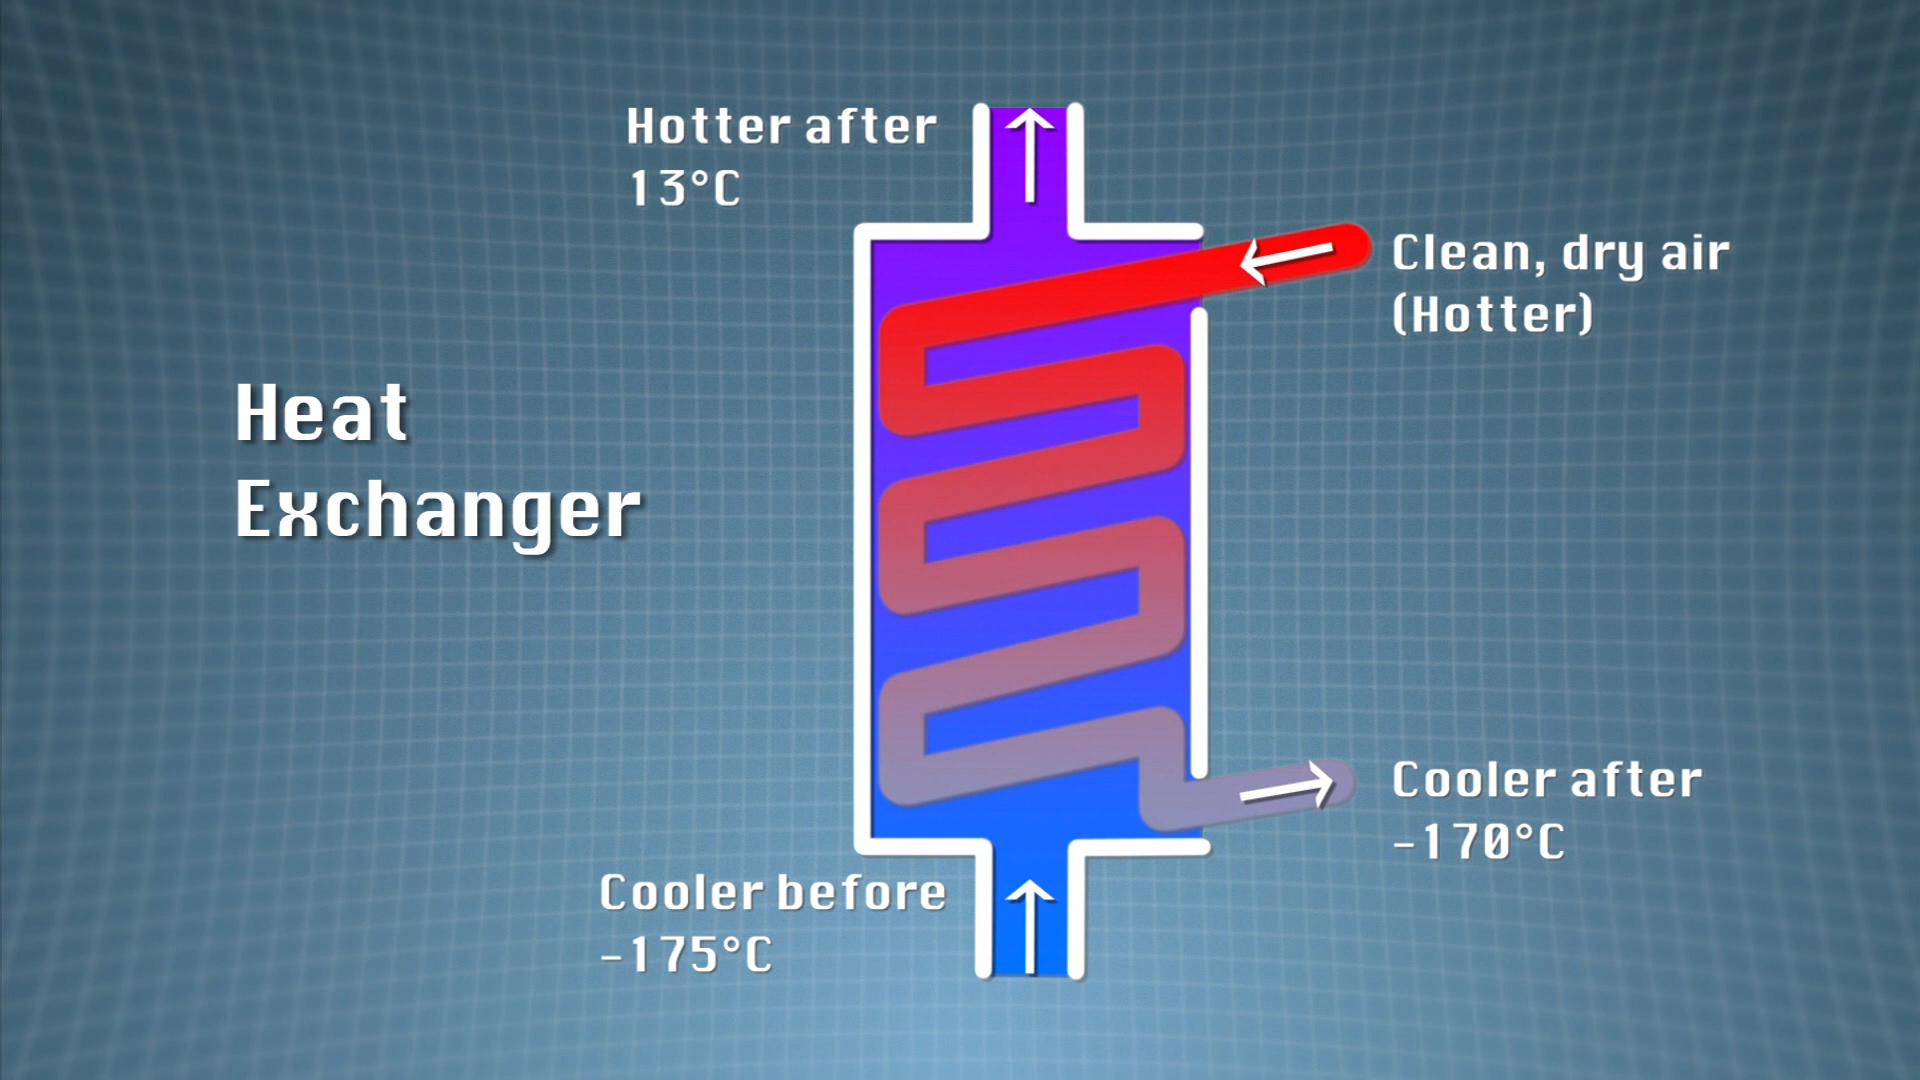 Hotter after
13°C
Clean, dry air
(Hotter)
Heat
Exchanger
Cooler after
-170°C
Cooler before
-175°C